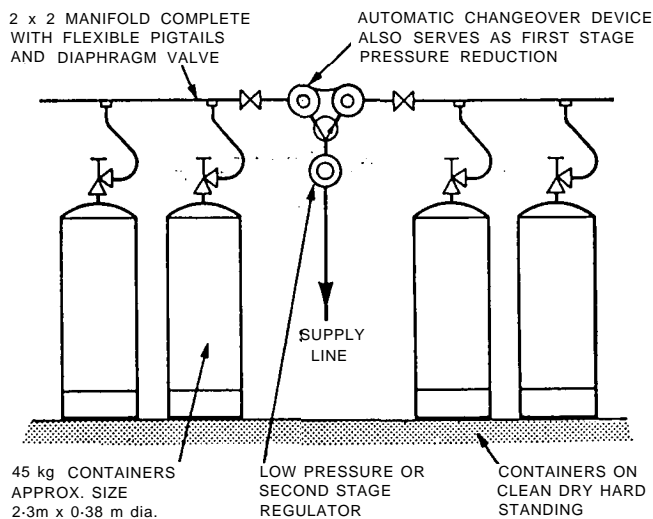 2 x 2 MANIFOLD COMPLETE
WITH FLEXIBLE PIGTAILS
AND DIAPHRAGM VALVE
AUTOMATIC CHANGEOVER DEVICE
ALSO SERVES AS FIRST STAGE
PRESSURE REDUCTION
SUPPLY
LINE
45 kg CONTAINERS
APPROX. SIZE
2·3m x 0·38 m dia.
LOW PRESSURE OR
SECOND STAGE
REGULATOR
CONTAINERS ON
CLEAN DRY HARD
STANDING